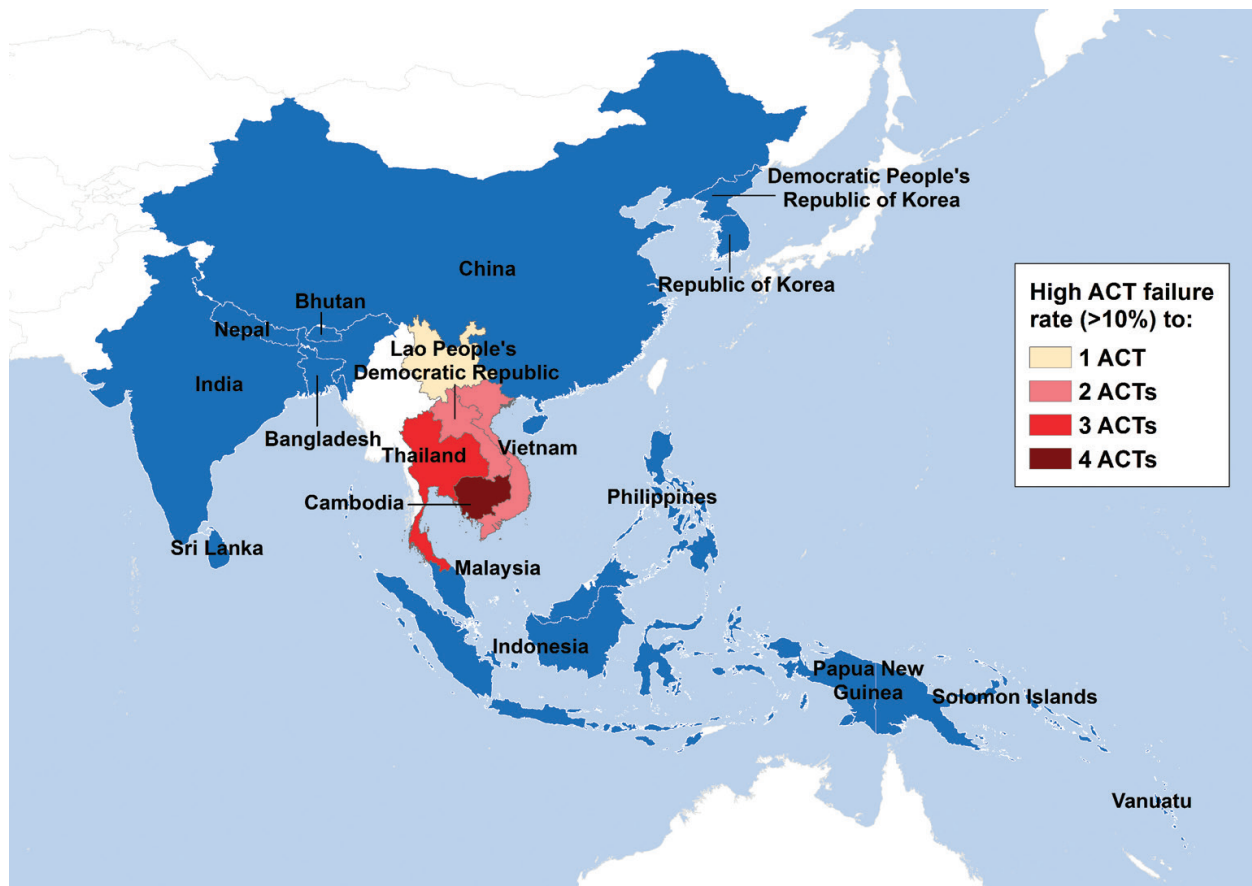 Democratic People's
Republic of Korea
China
Republic of Korea
Bhutan
Nepal
Lao People's
Democratic Republic
India
Bangladesh
Thailand
Vietnam
Cambodia
Philippines
Sri Lanka
Malaysia
Indonesia
Papua New
Guinea
Solomon Islands
Vanuatu
High ACT failure
rate (>10%) to:
1 ACT
2 ACTs
3 ACTs
4 ACTs